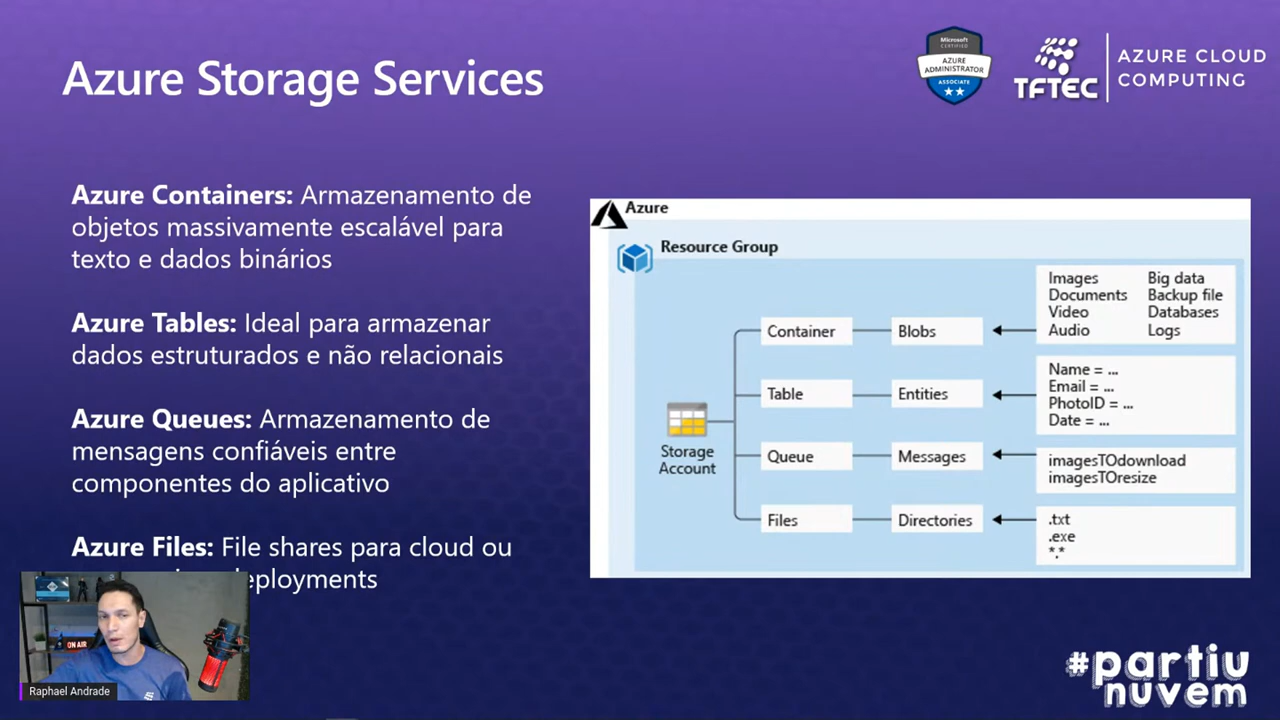 Azure Storage Services
Microsoft
CERTIFIED
AZURE
ADMINISTRATOR
ASSOCIATE
TFTEC
AZURE CLOUD
COMPUTING
Azure Containers: Armazenamento de
objetos massivamente escalável para
texto e dados binários
Azure Tables: Ideal para armazenar
dados estruturados e não relacionais
Azure Queues: Armazenamento de
mensagens confiáveis entre
componentes do aplicativo
Azure Files: File shares para cloud ou
deployments
Azure
Resource Group
Storage
Account
Container
Blobs
Images
Documents
Video
Audio
Big data
Backup file
Databases
Logs
Table
Entities
Name = ...
Email = ...
PhotoID = ...
Date = ...
Queue
Messages
imagesTOdownload
imagesTOresize
Files
Directories
.txt
.exe
*.*
ON AIR
Raphael Andrade
#partiu
nuvem